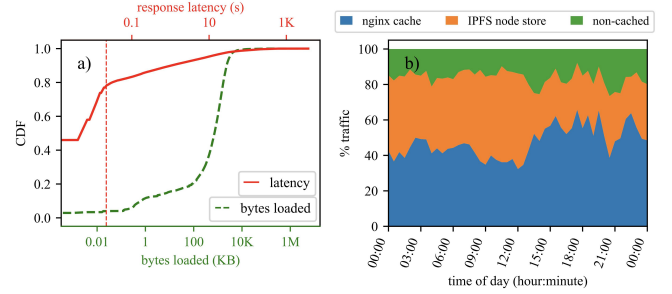 response latency (s)
0.1 10 1K
a)
CDF
1.0
0.8
0.6
0.4
0.2
0.0
latency
bytes loaded
0.01 1 100 10K 1M
bytes loaded (KB)
nginx cache IPFS node store non-cached
b)
% traffic
100
80
60
40
20
0
00:00 03:00 06:00 09:00 12:00 15:00 18:00 21:00 00:00
time of day (hour:minute)